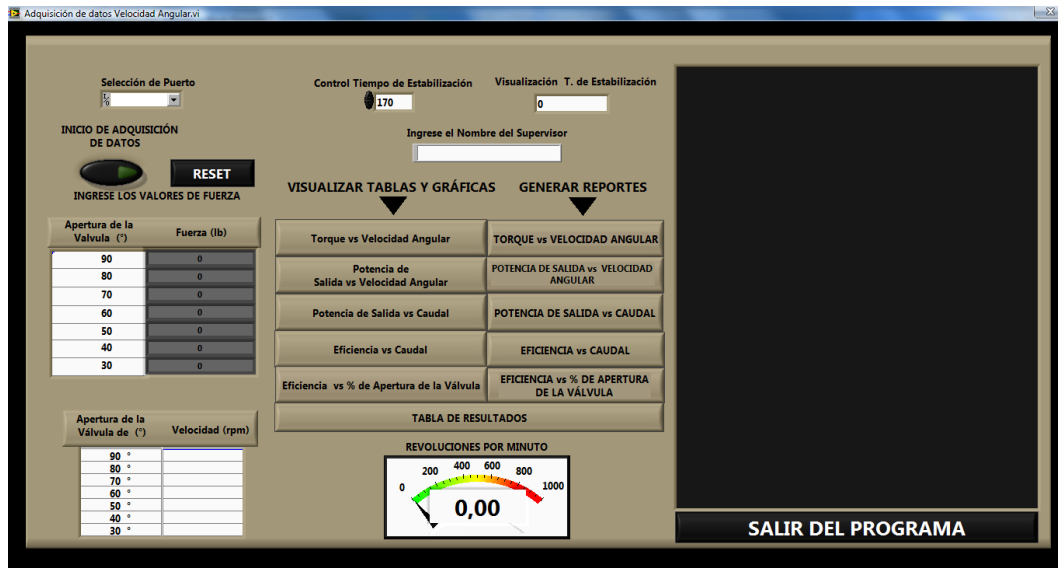 Adquisición de datos Velocidad Angular.vi
Selección de Puerto
I/O
Control Tiempo de Estabilización
170
Visualización T. de Estabilización
0
INICIO DE ADQUISICIÓN
DE DATOS
RESET
Ingrese el Nombre del Supervisor
INGRESE LOS VALORES DE FUERZA
VISUALIZAR TABLAS Y GRÁFICAS
GENERAR REPORTES
Apertura de la
Valvula (°)
Fuerza (lb)
90 0
80 0
70 0
60 0
50 0
40 0
30 0
Torque vs Velocidad Angular
TORQUE vs VELOCIDAD ANGULAR
Potencia de
Salida vs Velocidad Angular
POTENCIA DE SALIDA vs VELOCIDAD
ANGULAR
Potencia de Salida vs Caudal
POTENCIA DE SALIDA vs CAUDAL
Eficiencia vs Caudal
EFICIENCIA vs CAUDAL
Eficiencia vs % de Apertura de la Válvula
EFICIENCIA vs % DE APERTURA
DE LA VÁLVULA
TABLA DE RESULTADOS
Apertura de la
Válvula de (°)
Velocidad (rpm)
90 °
80 °
70 °
60 °
50 °
40 °
30 °
REVOLUCIONES POR MINUTO
0 200 400 600 800 1000
0,00
SALIR DEL PROGRAMA